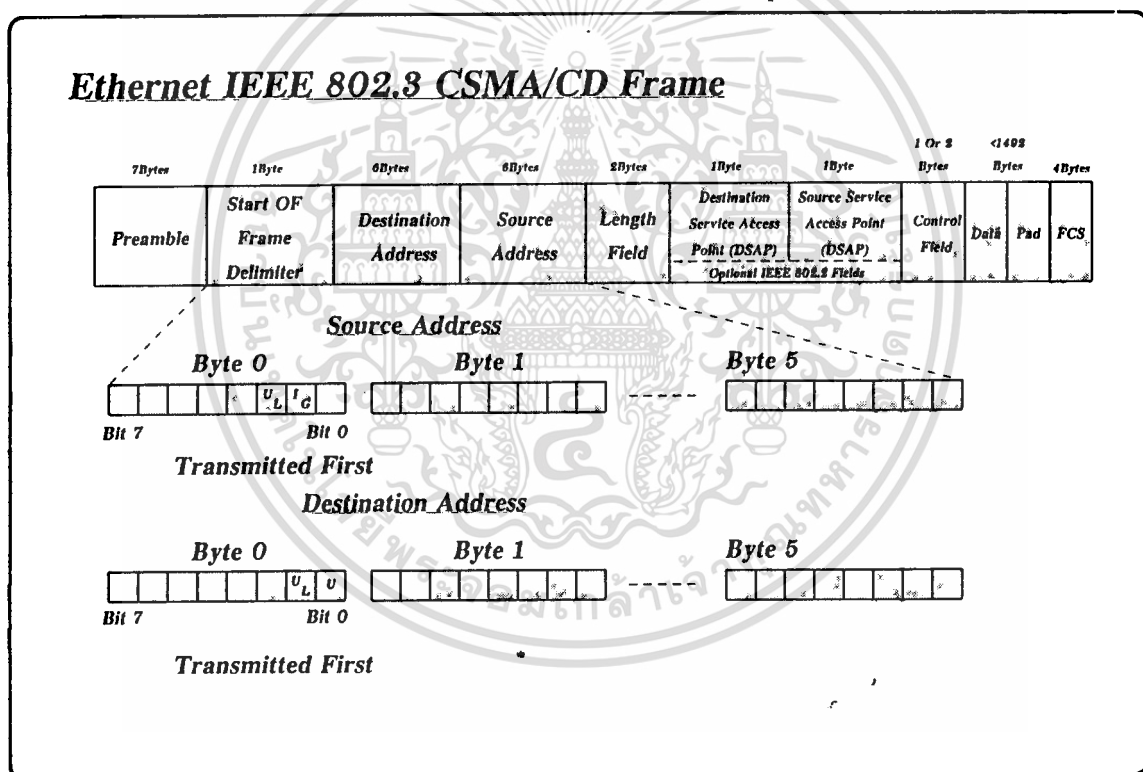 Ethernet IEEE 802.3 CSMA/CD Frame
7Bytes 1Byte 6Bytes 6Bytes 2Bytes 1Byte 1Byte 1 Or 2 Bytes <1492 Bytes 4Bytes
Preamble
Start OF
Frame
Delimiter
Destination
Address
Source
Address
Length
Field
Destination
Service Access
Point (DSAP)
Source Service
Access Point
(DSAP)
Optional IEEE 802.2 Fields
Control
Field
Data
Pad
FCS
Source Address
Byte 0 Byte 1 Byte 5
U L I G
Bit 7 Bit 0
Transmitted First
Destination Address
Byte 0 Byte 1 Byte 5
U L U
Bit 7 Bit 0
Transmitted First